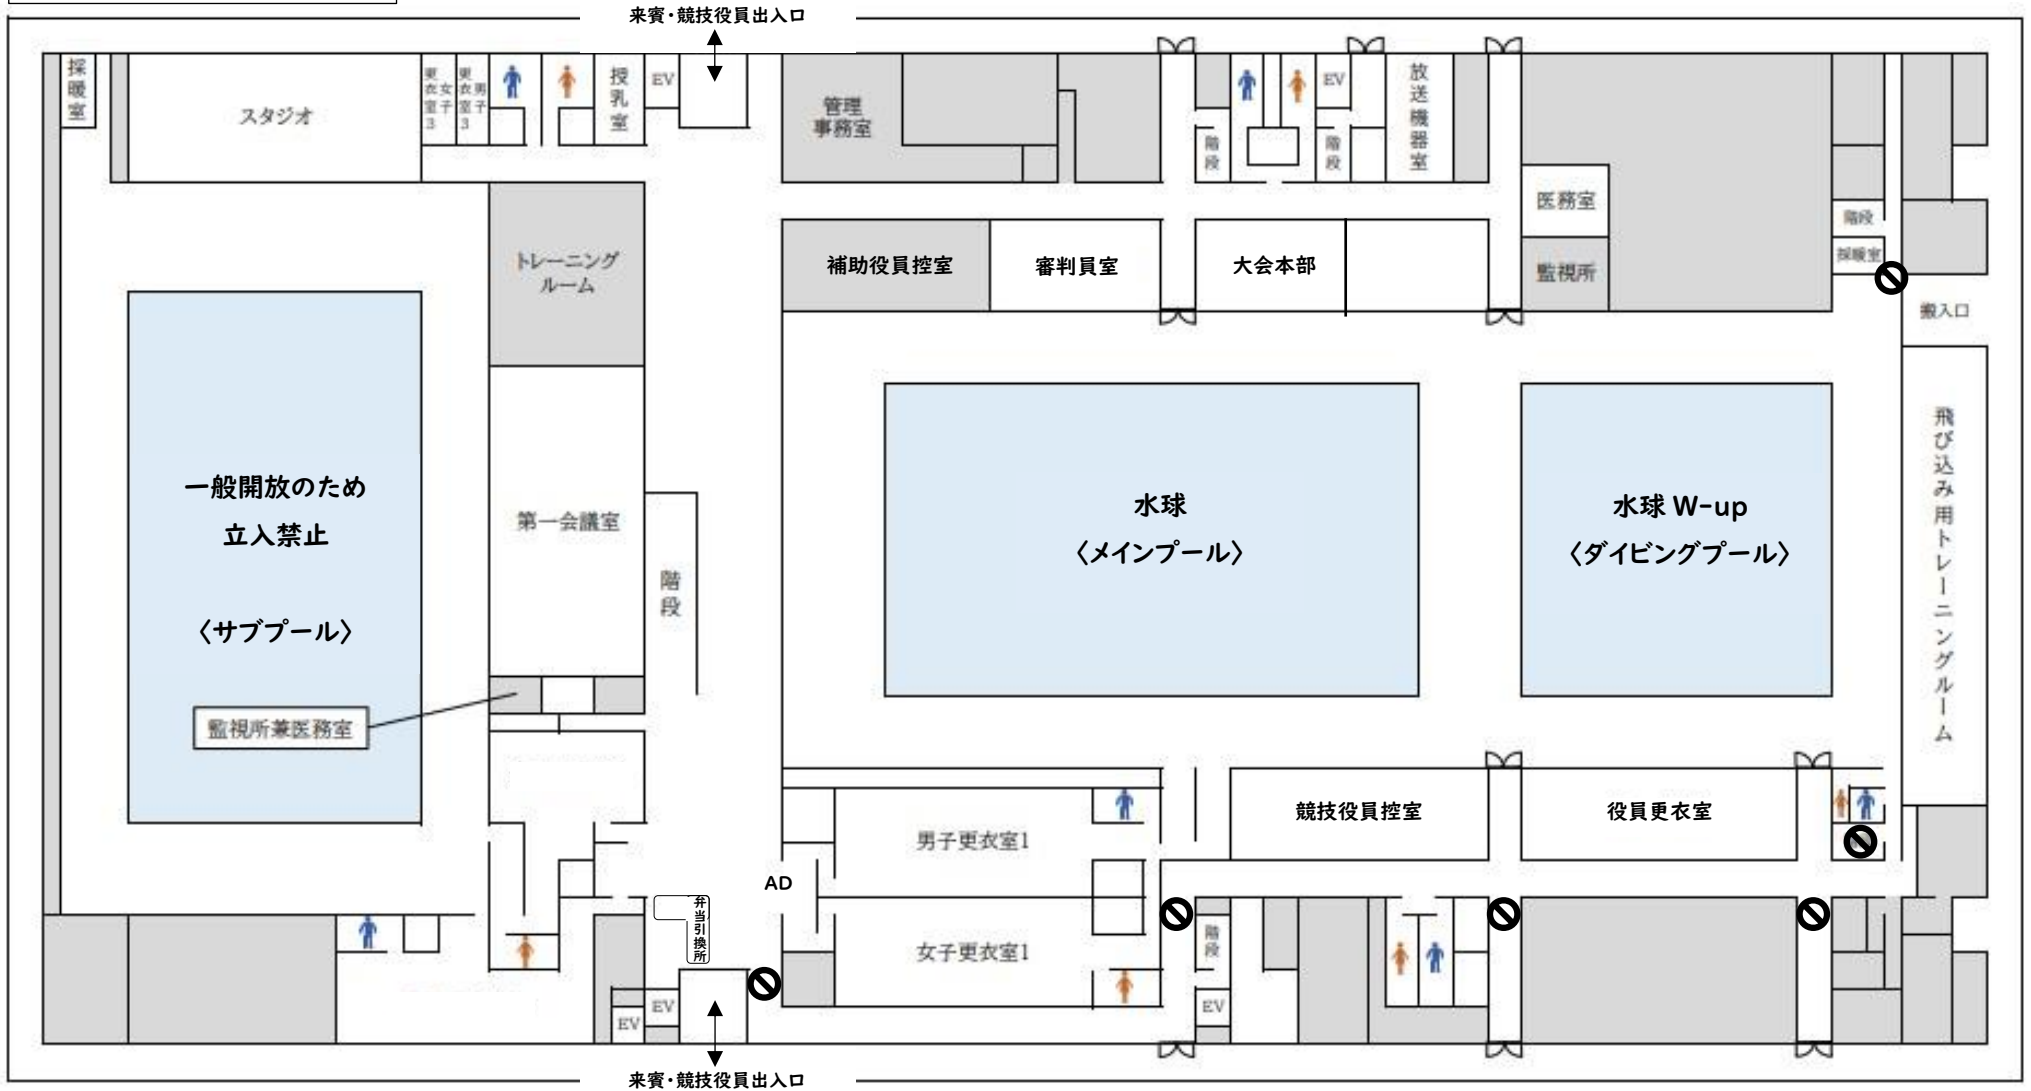 来賓・競技役員出入口
採暖室
スタジオ
女子更衣室3
男子更衣室3
授乳室
EV
管理
事務室
階段
EV
階段
放送機器室
医務室
監視所
階段
採暖室
搬入口
トレーニング
ルーム
補助役員控室
審判員室
大会本部
一般開放のため
立入禁止
〈サブプール〉
第一会議室
階段
水球
〈メインプール〉
水球 W-up
〈ダイビングプール〉
飛び込み用トレーニングルーム
監視所兼医務室
男子更衣室1
競技役員控室
役員更衣室
AD
弁当引換所
女子更衣室1
階段
EV
EV
EV
来賓・競技役員出入口